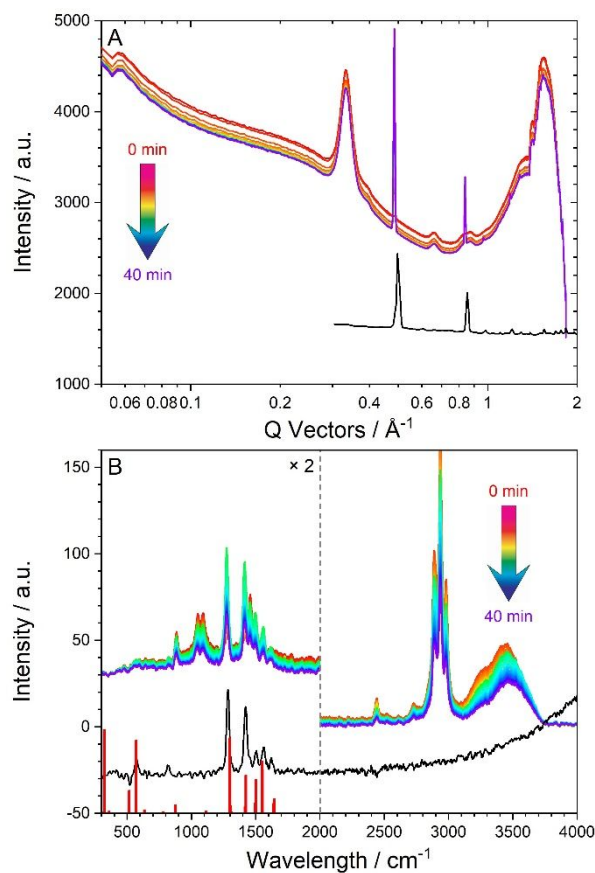 A
5000
4000
3000
2000
1000
Intensity / a.u.
0 min
40 min
0.06 0.08 0.1 0.2 0.4 0.6 0.8 1 2
Q Vectors / Å-1
B
× 2
150
100
50
0
-50
Intensity / a.u.
0 min
40 min
500 1000 1500 2000 2500 3000 3500 4000
Wavelength / cm-1